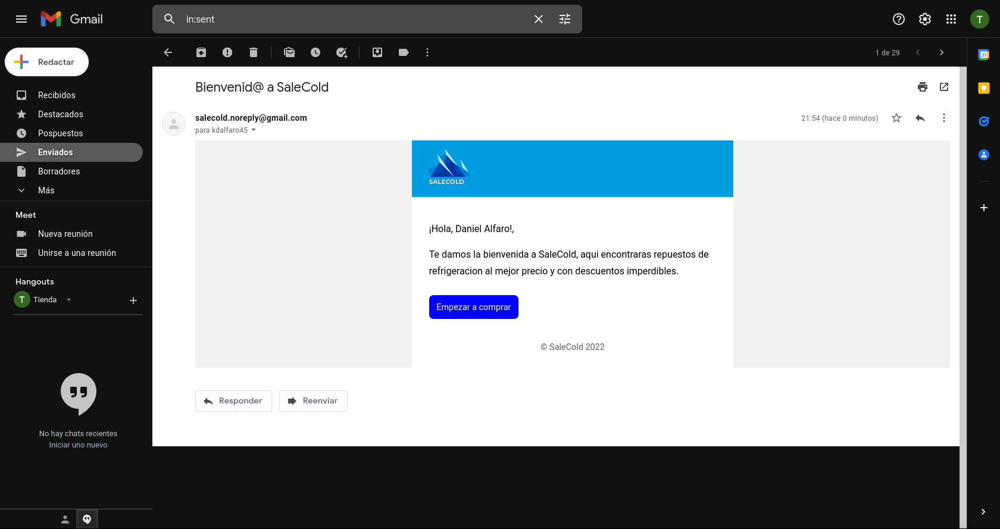 Gmail
in:sent
T
Redactar
1 de 29
31
Recibidos
Destacados
Pospuestos
Enviados
Borradores
Más
Meet
Nueva reunión
Unirse a una reunión
Hangouts
T Tienda
No hay chats recientes
Iniciar uno nuevo
Bienvenid@ a SaleCold
salecold.noreply@gmail.com
21:54 (hace 0 minutos)
para kdalfaro45
SALECOLD
¡Hola, Daniel Alfaro!,
Te damos la bienvenida a SaleCold, aqui encontraras repuestos de
refrigeracion al mejor precio y con descuentos imperdibles.
Empezar a comprar
© SaleCold 2022
Responder
Reenviar